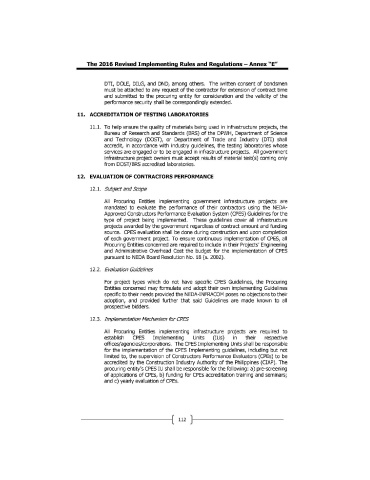 The 2016 Revised Implementing Rules and Regulations – Annex "E"
DTI, DOLE, DILG, and DND, among others. The written consent of bondsmen
must be attached to any request of the contractor for extension of contract time
and submitted to the procuring entity for consideration and the validity of the
performance security shall be correspondingly extended.
11. ACCREDITATION OF TESTING LABORATORIES
11.1. To help ensure the quality of materials being used in infrastructure projects, the
Bureau of Research and Standards (BRS) of the DPWH, Department of Science
and Technology (DOST), or Department of Trade and Industry (DTI) shall
accredit, in accordance with industry guidelines, the testing laboratories whose
services are engaged or to be engaged in infrastructure projects. All government
infrastructure project owners must accept results of material test(s) coming only
from DOST/BRS accredited laboratories.
12. EVALUATION OF CONTRACTORS PERFORMANCE
12.1. Subject and Scope
All Procuring Entities implementing government infrastructure projects are
mandated to evaluate the performance of their contractors using the NEDA-
Approved Constructors Performance Evaluation System (CPES) Guidelines for the
type of project being implemented. These guidelines cover all infrastructure
projects awarded by the government regardless of contract amount and funding
source. CPES evaluation shall be done during construction and upon completion
of each government project. To ensure continuous implementation of CPES, all
Procuring Entities concerned are required to include in their Projects' Engineering
and Administrative Overhead Cost the budget for the implementation of CPES
pursuant to NEDA Board Resolution No. 18 (s. 2002).
12.2. Evaluation Guidelines
For project types which do not have specific CPES Guidelines, the Procuring
Entities concerned may formulate and adopt their own implementing Guidelines
specific to their needs provided the NEDA-INFRACOM poses no objections to their
adoption, and provided further that said Guidelines are made known to all
prospective bidders.
12.3. Implementation Mechanism for CPES
All Procuring Entities implementing infrastructure projects are required to
establish CPES Implementing Units (IUs) in their respective
offices/agencies/corporations. The CPES Implementing Units shall be responsible
for the implementation of the CPES Implementing guidelines, including but not
limited to, the supervision of Constructors Performance Evaluators (CPEs) to be
accredited by the Construction Industry Authority of the Philippines (CIAP). The
procuring entity's CPES IU shall be responsible for the following: a) pre-screening
of applications of CPEs, b) funding for CPEs accreditation training and seminars;
and c) yearly evaluation of CPEs.
112